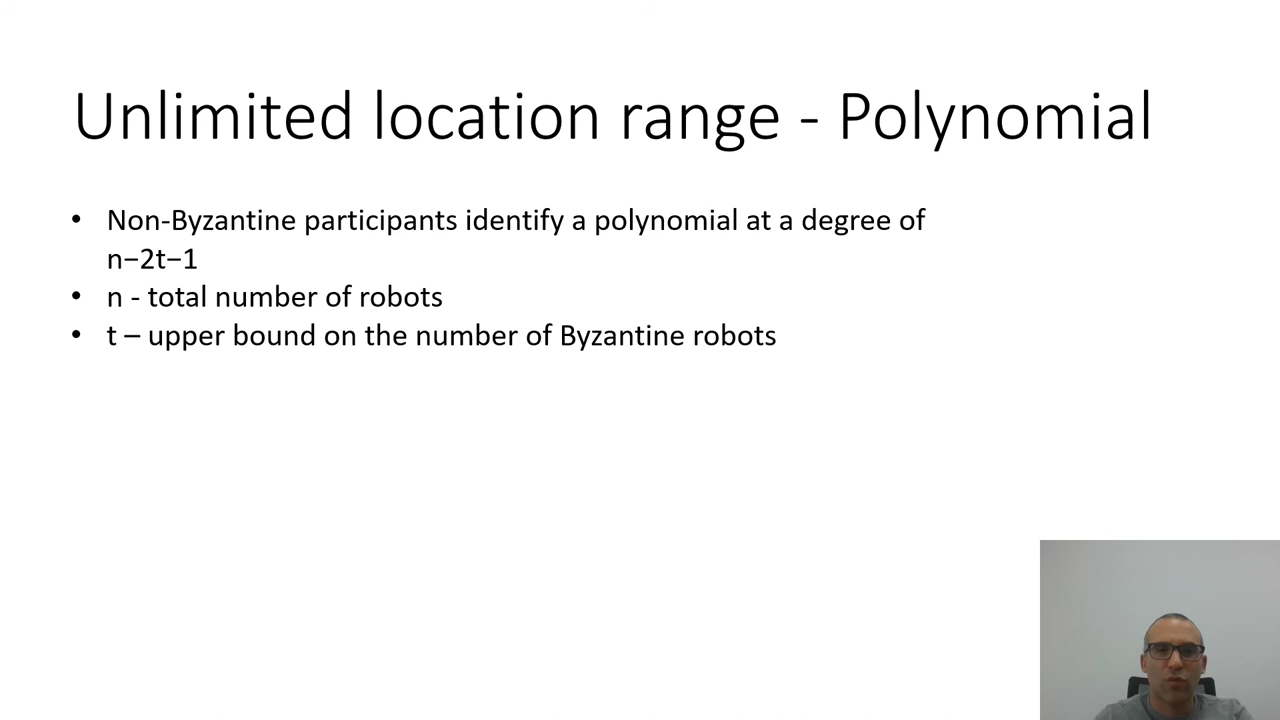 Unlimited location range - Polynomial
• Non-Byzantine participants identify a polynomial at a degree of
n−2t−1
• n - total number of robots
• t – upper bound on the number of Byzantine robots